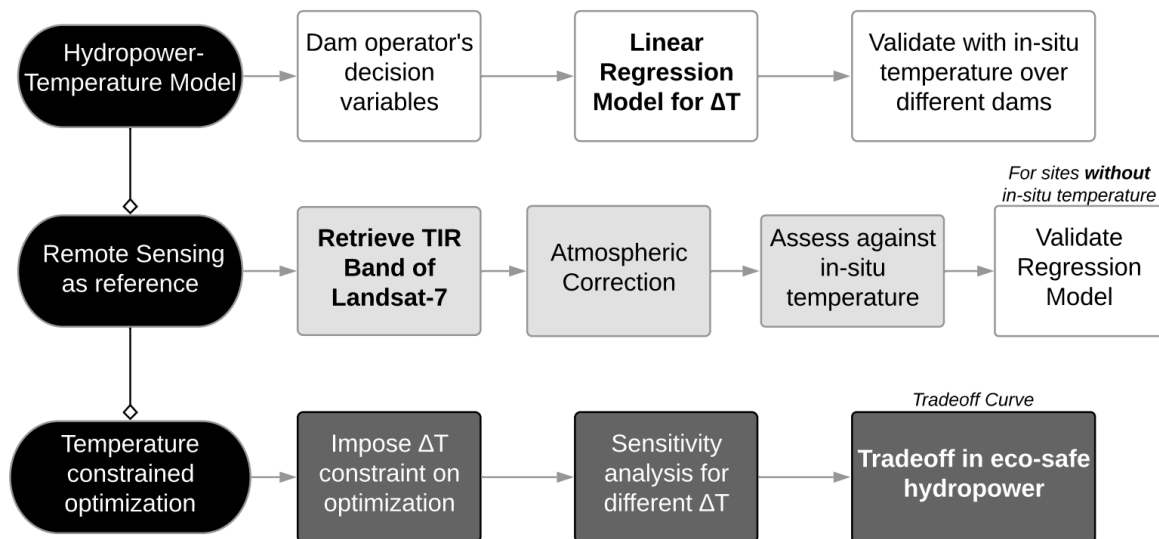 Hydropower-
Temperature Model
Dam operator's
decision
variables
Linear
Regression
Model for ΔT
Validate with in-situ
temperature over
different dams
Remote Sensing
as reference
Retrieve TIR
Band of
Landsat-7
Atmospheric
Correction
Assess against
in-situ
temperature
For sites without
in-situ temperature
Validate
Regression
Model
Temperature
constrained
optimization
Impose ΔT
constraint on
optimization
Sensitivity
analysis for
different ΔT
Tradeoff Curve
Tradeoff in eco-safe
hydropower